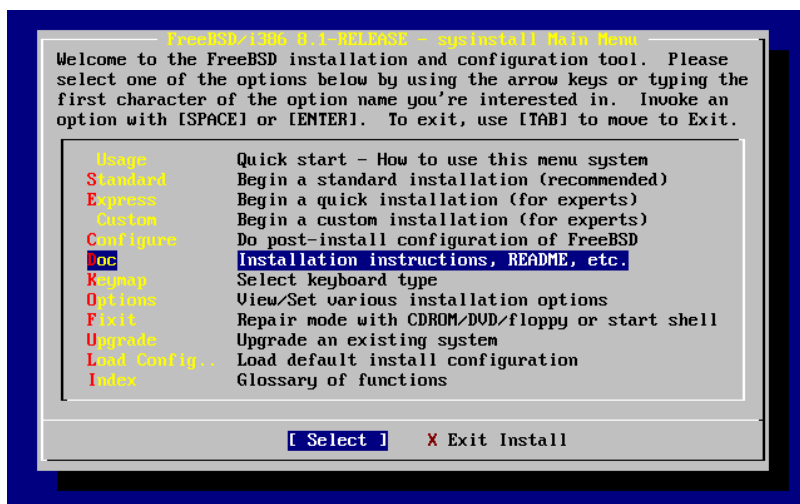 FreeBSD/i386 8.1-RELEASE - sysinstall Main Menu
Welcome to the FreeBSD installation and configuration tool.  Please
select one of the options below by using the arrow keys or typing the
first character of the option name you're interested in.  Invoke an
option with [SPACE] or [ENTER].  To exit, use [TAB] to move to Exit.
Usage Quick start - How to use this menu system
Standard Begin a standard installation (recommended)
Express Begin a quick installation (for experts)
Custom Begin a custom installation (for experts)
Configure Do post-install configuration of FreeBSD
Doc Installation instructions, README, etc.
Keymap Select keyboard type
Options View/Set various installation options
Fixit Repair mode with CDROM/DVD/floppy or start shell
Upgrade Upgrade an existing system
Load Config.. Load default install configuration
Index Glossary of functions
[ Select ] X Exit Install